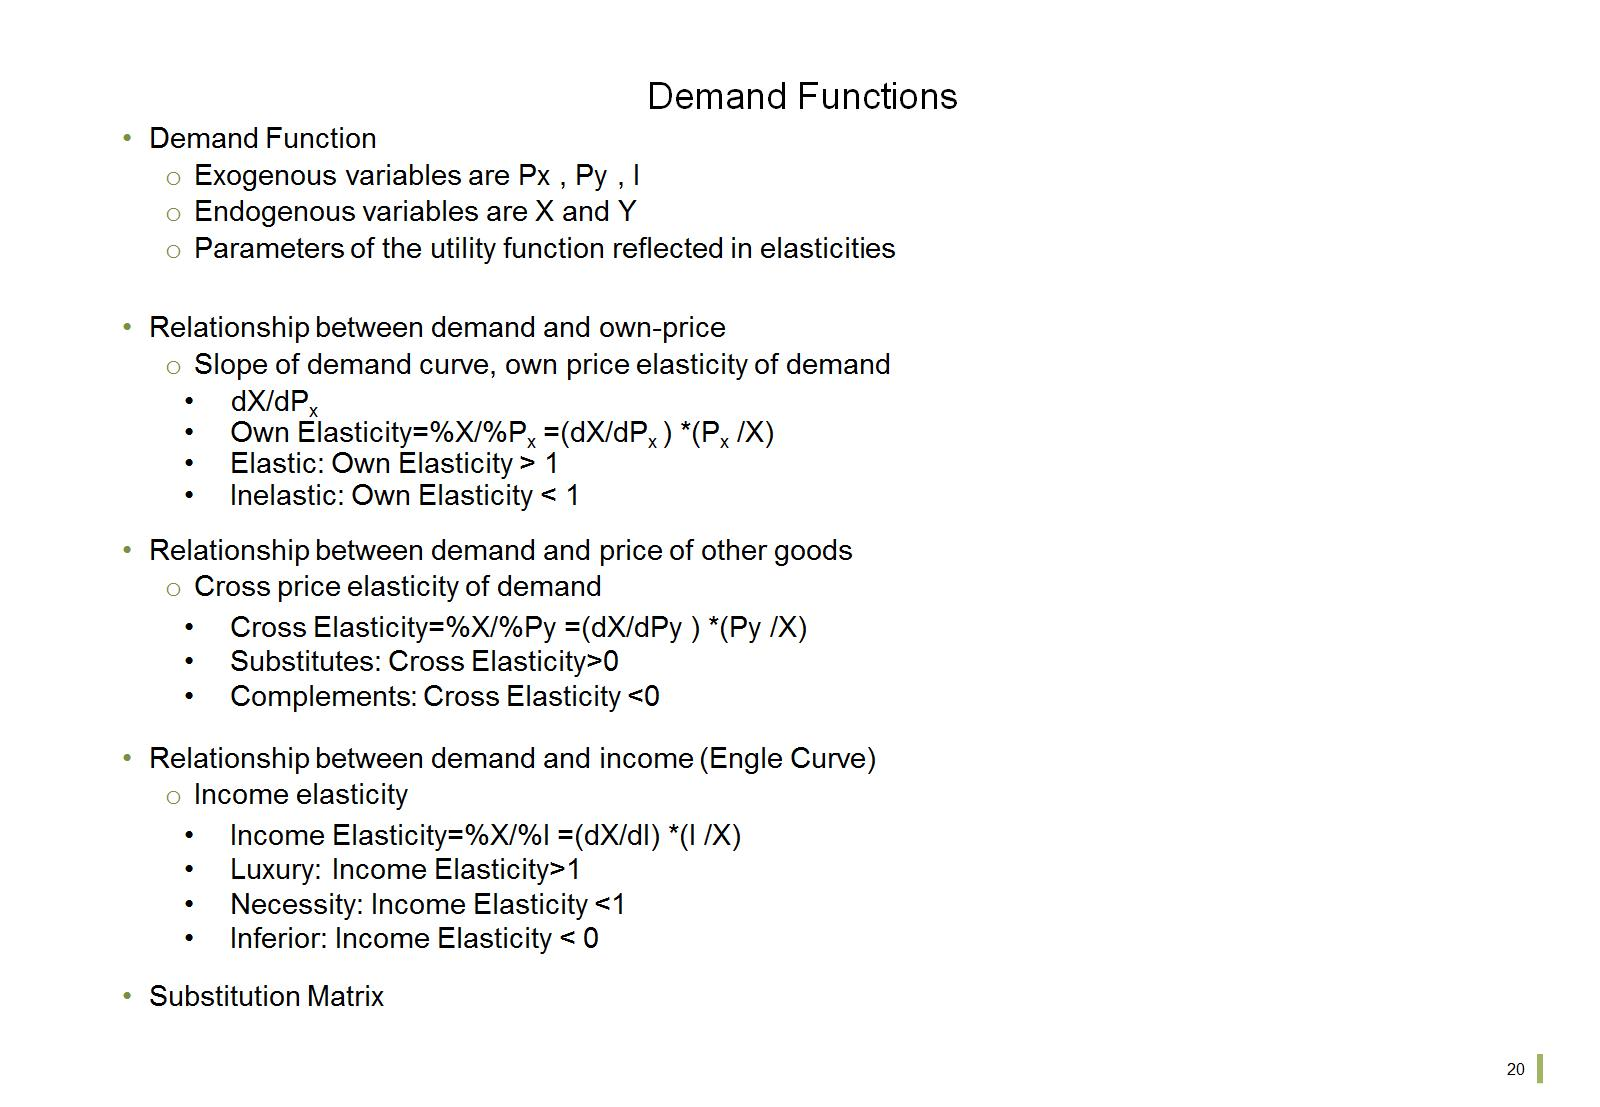 Demand Functions
• Demand Function
o Exogenous variables are Px , Py , I
o Endogenous variables are X and Y
o Parameters of the utility function reflected in elasticities
• Relationship between demand and own-price
o Slope of demand curve, own price elasticity of demand
• dX/dPx
• Own Elasticity=%X/%Px =(dX/dPx ) *(Px /X)
• Elastic: Own Elasticity > 1
• Inelastic: Own Elasticity < 1
• Relationship between demand and price of other goods
o Cross price elasticity of demand
• Cross Elasticity=%X/%Py =(dX/dPy ) *(Py /X)
• Substitutes: Cross Elasticity>0
• Complements: Cross Elasticity <0
• Relationship between demand and income (Engle Curve)
o Income elasticity
• Income Elasticity=%X/%I =(dX/dI) *(I /X)
• Luxury: Income Elasticity>1
• Necessity: Income Elasticity <1
• Inferior: Income Elasticity < 0
• Substitution Matrix
20